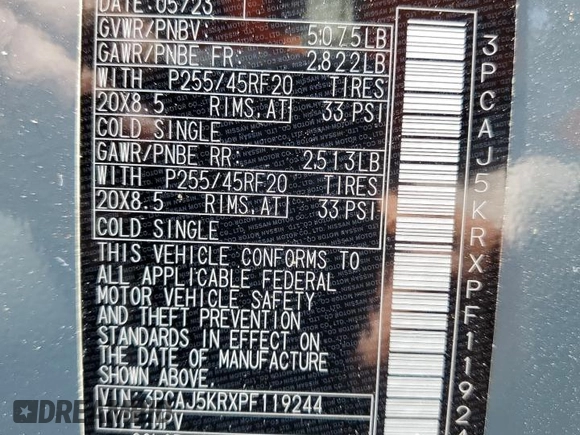 DATE: 05/23
GVWR/PNBV: 5075LB
GAWR/PNBE FR: 2822LB
WITH P255/45RF20 TIRES
20X8.5 RIMS,AT 33 PSI
COLD SINGLE
GAWR/PNBE RR: 2513LB
WITH P255/45RF20 TIRES
20X8.5 RIMS,AT 33 PSI
COLD SINGLE
THIS VEHICLE CONFORMS TO
ALL APPLICABLE FEDERAL
MOTOR VEHICLE SAFETY
AND THEFT PREVENTION
STANDARDS IN EFFECT ON
THE DATE OF MANUFACTURE
SHOWN ABOVE.
VIN:3PCAJ5KRXPF119244
TYPE:MPV
3PCAJ5KRXPF1192